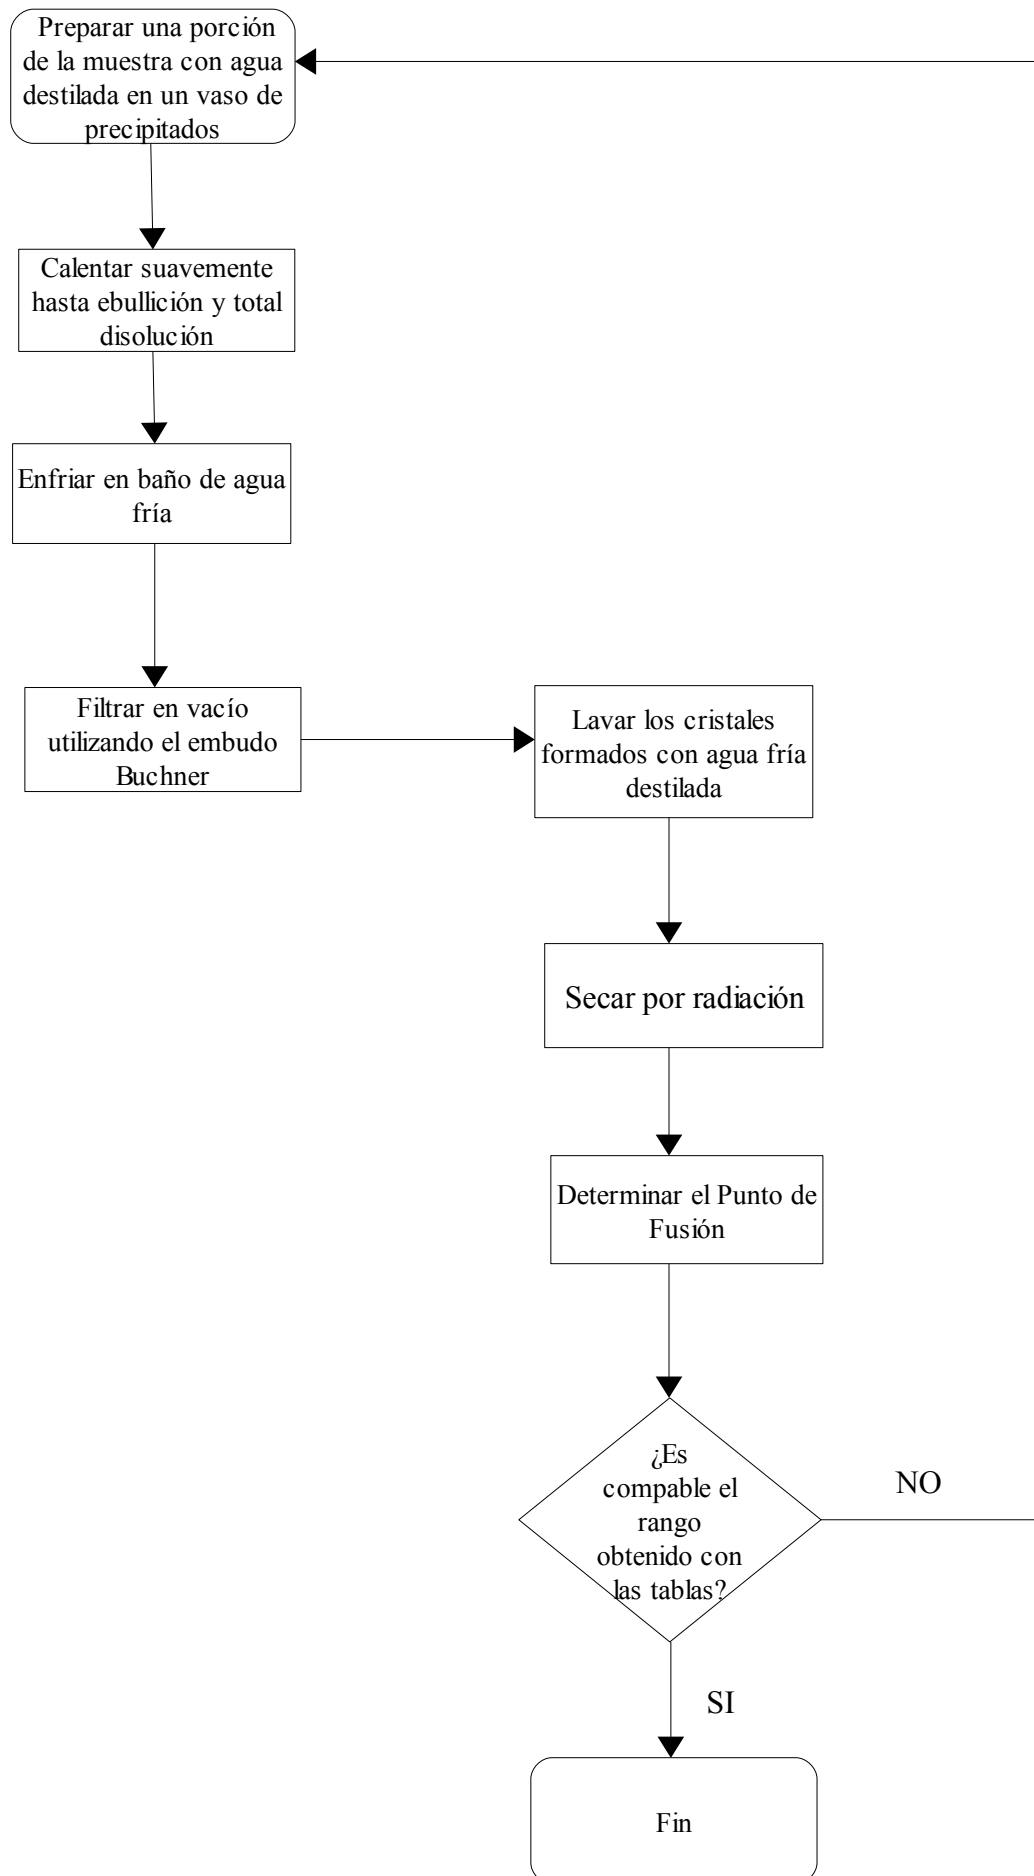 Preparar una porción
de la muestra con agua
destilada en un vaso de
precipitados
Calentar suavemente
hasta ebullición y total
disolución
Enfriar en baño de agua
fría
Filtrar en vacío
utilizando el embudo
Buchner
Lavar los cristales
formados con agua fría
destilada
Secar por radiación
Determinar el Punto de
Fusión
¿Es
compable el
rango
obtenido con
las tablas?
NO
SI
Fin